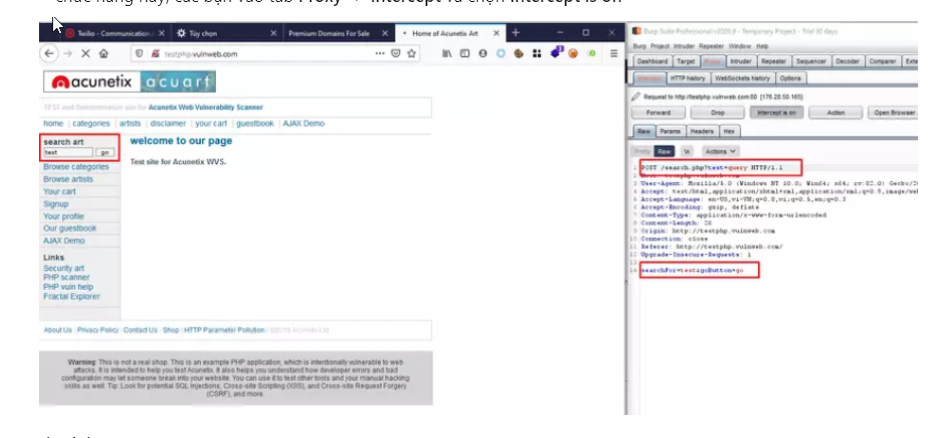 chức năng này, các bạn vào tab Proxy -> Intercept và chọn Intercept is on
Twilio - Communication X
Tùy chọn X
Premium Domains For Sale X
Home of Acunetix Art X
Burp Suite Professional v2020.9 - Temporary Project - Trial 30 days
Burp Project Intruder Repeater Window Help
testphp.vulnweb.com
Dashboard Target Proxy Intruder Repeater Sequencer Decoder Comparer
Intercept HTTP history WebSockets history Options
acunetix acuart
Request to http://testphp.vulnweb.com:80 [176.28.50.165]
Forward Drop Intercept is on Action Open Browser
TEST and Demonstration site for Acunetix Web Vulnerability Scanner
home | categories | artists | disclaimer | your cart | guestbook | AJAX Demo
Raw Params Headers Hex
search art
test go
Browse categories
Browse artists
Your cart
Signup
Your profile
Our guestbook
AJAX Demo
Links
Security art
PHP scanner
PHP vuln help
Fractal Explorer
welcome to our page
Test site for Acunetix WVS.
Pretty Raw \n Actions
1 POST /search.php?test=query HTTP/1.1
2 Host: testphp.vulnweb.com
3 User-Agent: Mozilla/5.0 (Windows NT 10.0; Win64; x64; rv:82.0)
4 Accept: text/html,application/xhtml+xml,application/xml;q=0.9,image/
5 Accept-Language: en-US,vi-VN;q=0.8,vi;q=0.5,en;q=0.3
6 Accept-Encoding: gzip, deflate
7 Content-Type: application/x-www-form-urlencoded
8 Content-Length: 26
9 Origin: http://testphp.vulnweb.com
10 Connection: close
11 Referer: http://testphp.vulnweb.com/
12 Upgrade-Insecure-Requests: 1
14 searchFor=test&goButton=go
About Us | Privacy Policy | Contact Us | Shop | HTTP Parameter Pollution | ©2019 Acunetix Ltd
Warning: This is not a real shop. This is an example PHP application, which is intentionally vulnerable to web
attacks. It is intended to help you test Acunetix. It also helps you understand how developer errors and bad
configuration may let someone break into your website. You can use it to test other tools and your manual hacking
skills as well. Tip: Look for potential SQL Injections, Cross-site Scripting (XSS), and Cross-site Request Forgery
(CSRF), and more.